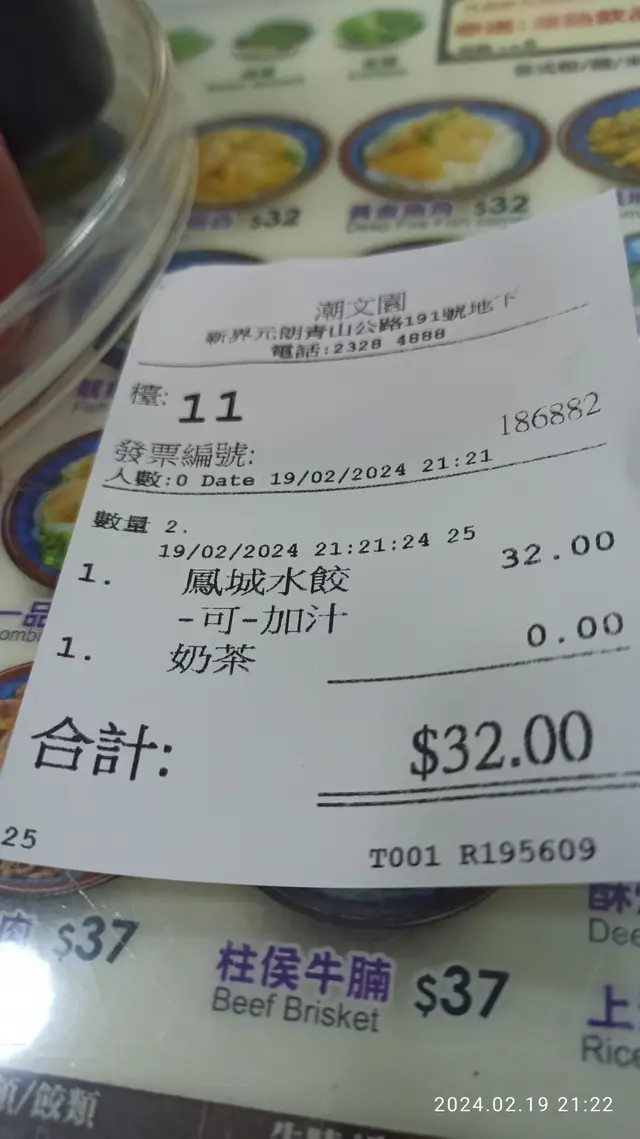 $32
$32
潮文園
新界元朗青山公路191號地下
電話:2328 4888
檯: 11
發票編號: 186882
人數:0 Date 19/02/2024 21:21
數量 2.
19/02/2024 21:21:24 25
1. 鳳城水餃 32.00
-可-加汁
1. 奶茶 0.00
合計: $32.00
25
T001 R195609
肉 $37
柱侯牛腩 $37
Beef Brisket
上
Rice
2024.02.19 21:22